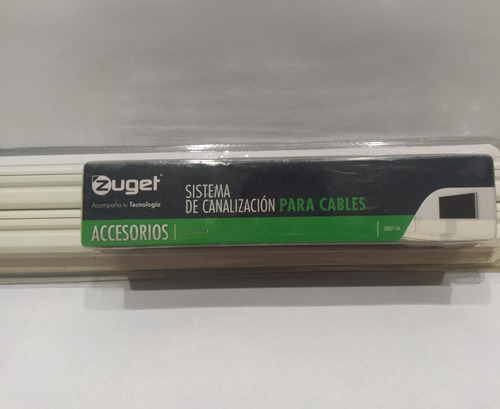 Zuget
Acompaña tu Tecnología
SISTEMA
DE CANALIZACIÓN PARA CABLES
ACCESORIOS